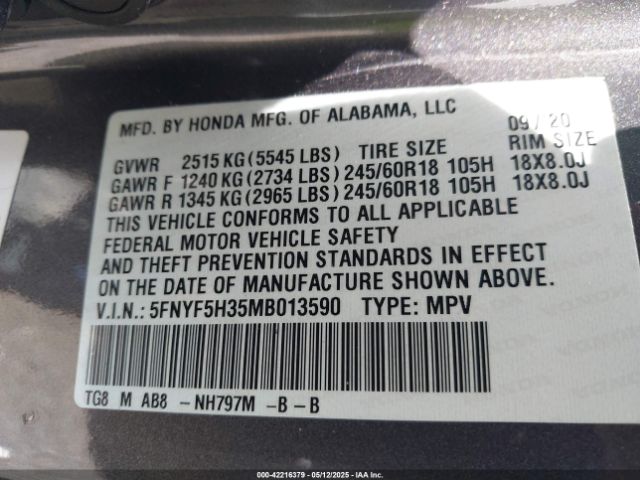 MFD. BY HONDA MFG. OF ALABAMA, LLC 09/20
GVWR 2515 KG (5545 LBS) TIRE SIZE RIM SIZE
GAWR F 1240 KG (2734 LBS) 245/60R18 105H 18X8.0J
GAWR R 1345 KG (2965 LBS) 245/60R18 105H 18X8.0J
THIS VEHICLE CONFORMS TO ALL APPLICABLE
FEDERAL MOTOR VEHICLE SAFETY
AND THEFT PREVENTION STANDARDS IN EFFECT
ON THE DATE OF MANUFACTURE SHOWN ABOVE.
V.I.N.: 5FNYF5H35MB013590 TYPE: MPV
TG8 M AB8 -NH797M -B-B
000-42216379 - 05/12/2025 - IAA Inc. - Copyright